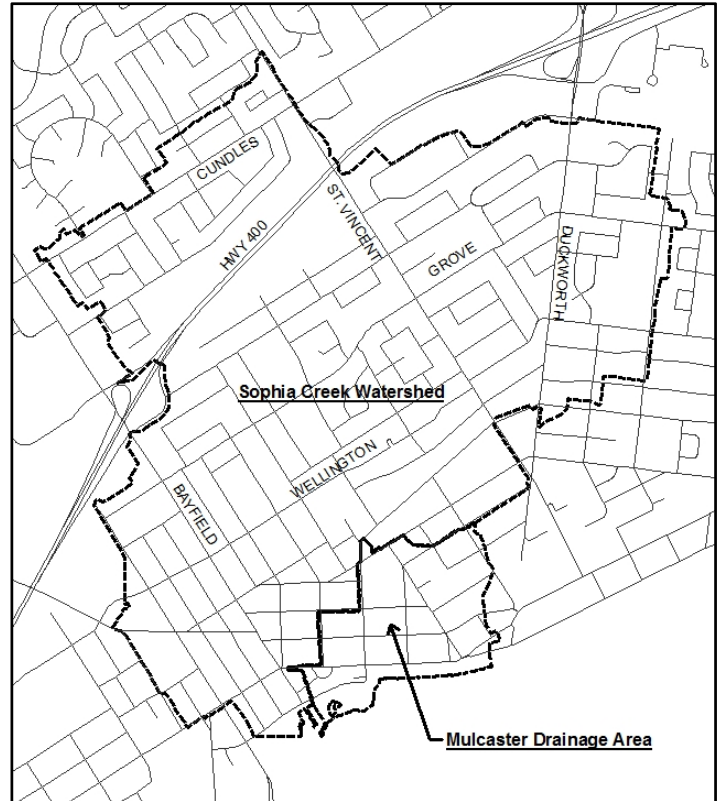 CUNDLES
HWY 400
ST. VINCENT
GROVE
DUCKWORTH
Sophia Creek Watershed
WELLINGTON
BAYFIELD
Mulcaster Drainage Area